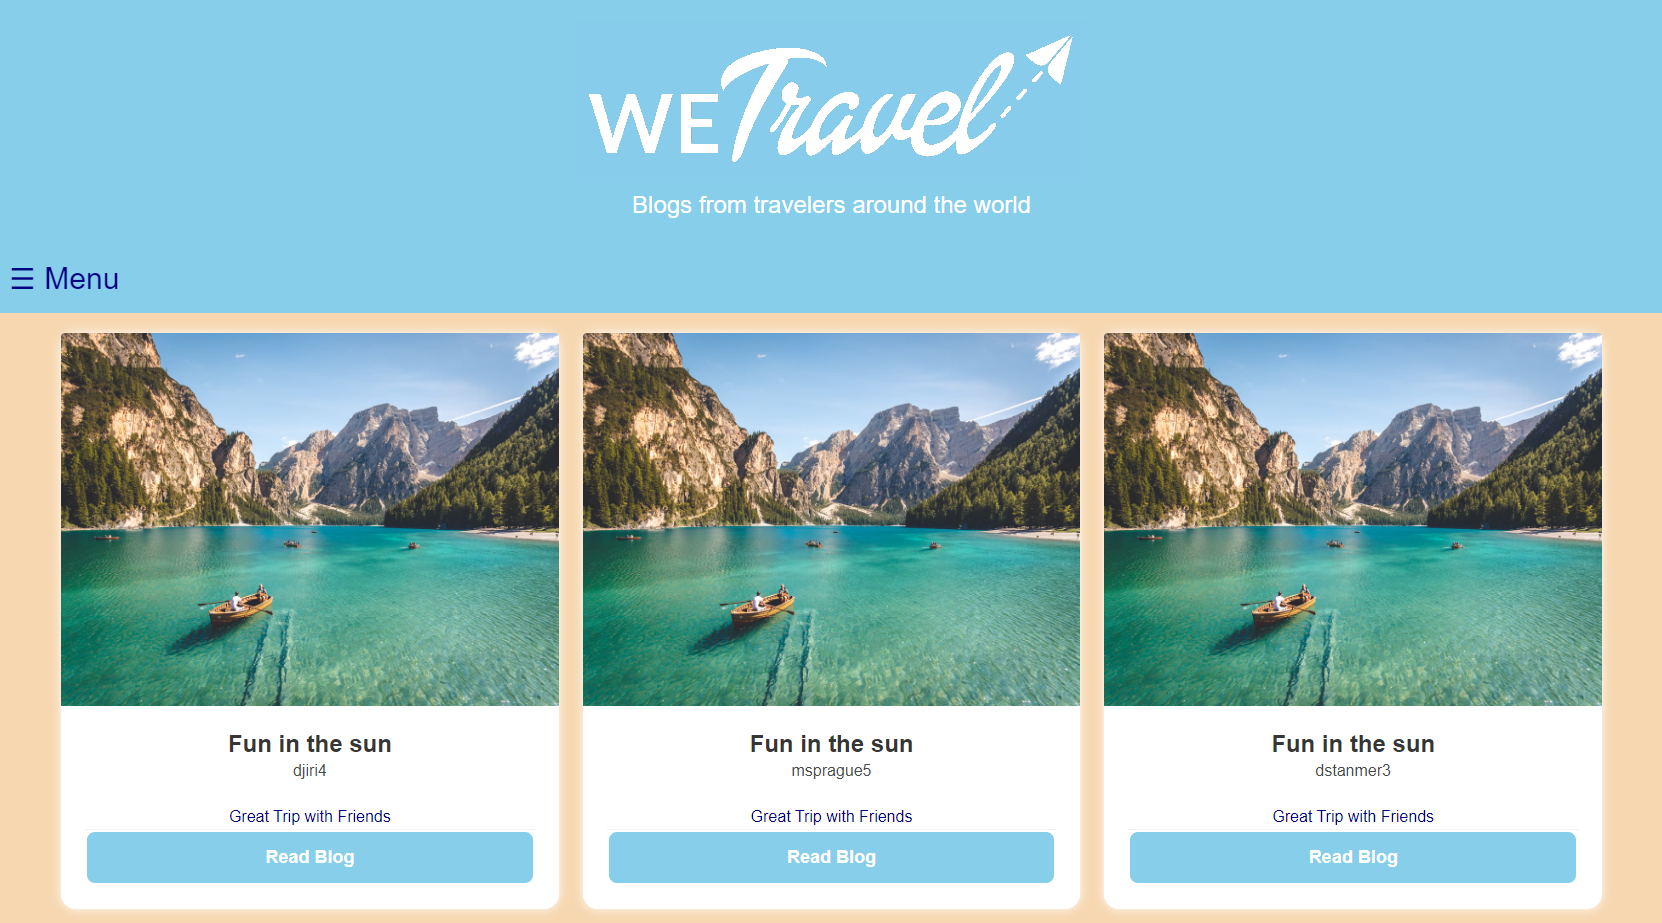 WETravel
Blogs from travelers around the world
☰ Menu
Fun in the sun
djiri4
Great Trip with Friends
Read Blog
Fun in the sun
msprague5
Great Trip with Friends
Read Blog
Fun in the sun
dstanmer3
Great Trip with Friends
Read Blog